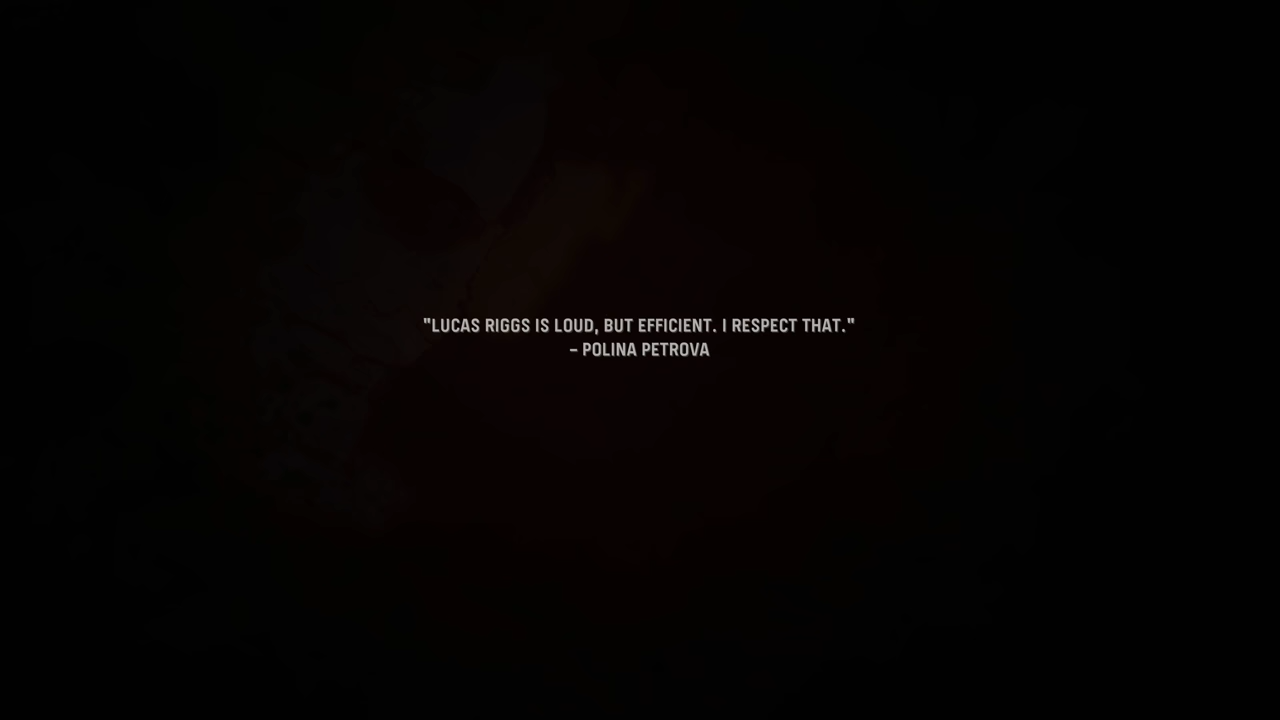 "LUCAS RIGGS IS LOUD, BUT EFFICIENT. I RESPECT THAT."
– POLINA PETROVA